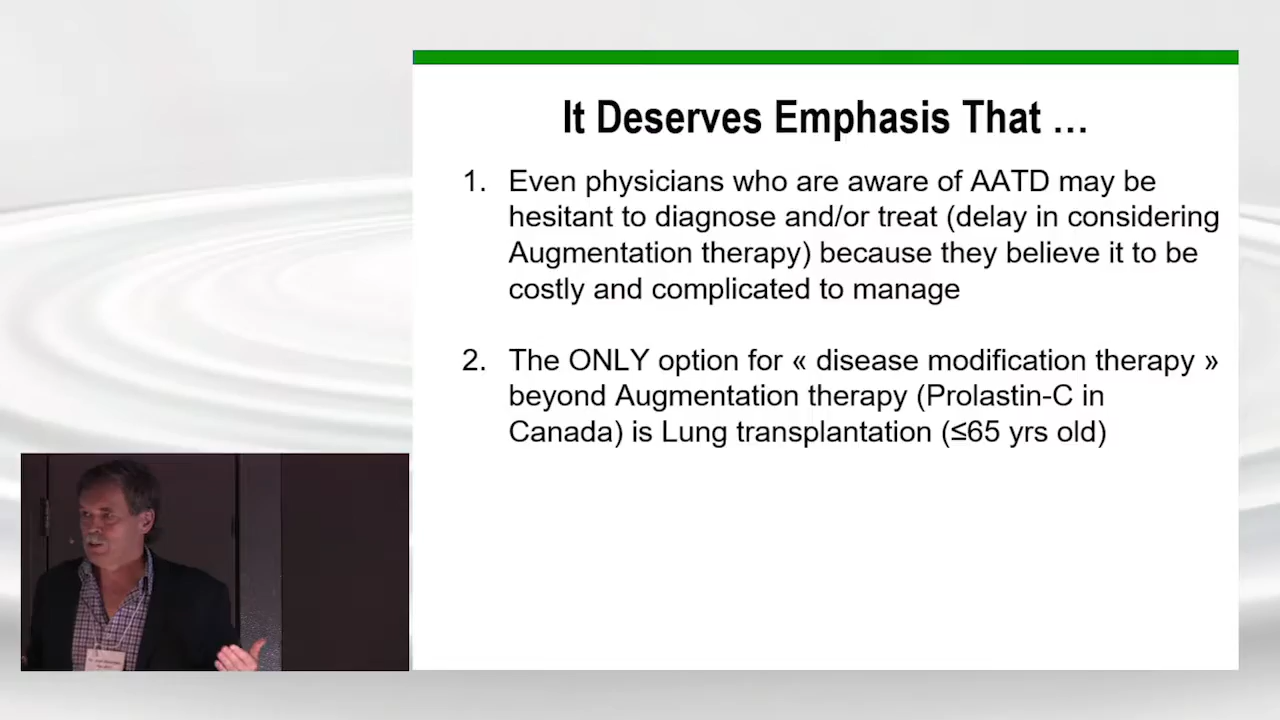 It Deserves Emphasis That …
1. Even physicians who are aware of AATD may be
hesitant to diagnose and/or treat (delay in considering
Augmentation therapy) because they believe it to be
costly and complicated to manage
2. The ONLY option for « disease modification therapy »
beyond Augmentation therapy (Prolastin-C in
Canada) is Lung transplantation (≤65 yrs old)